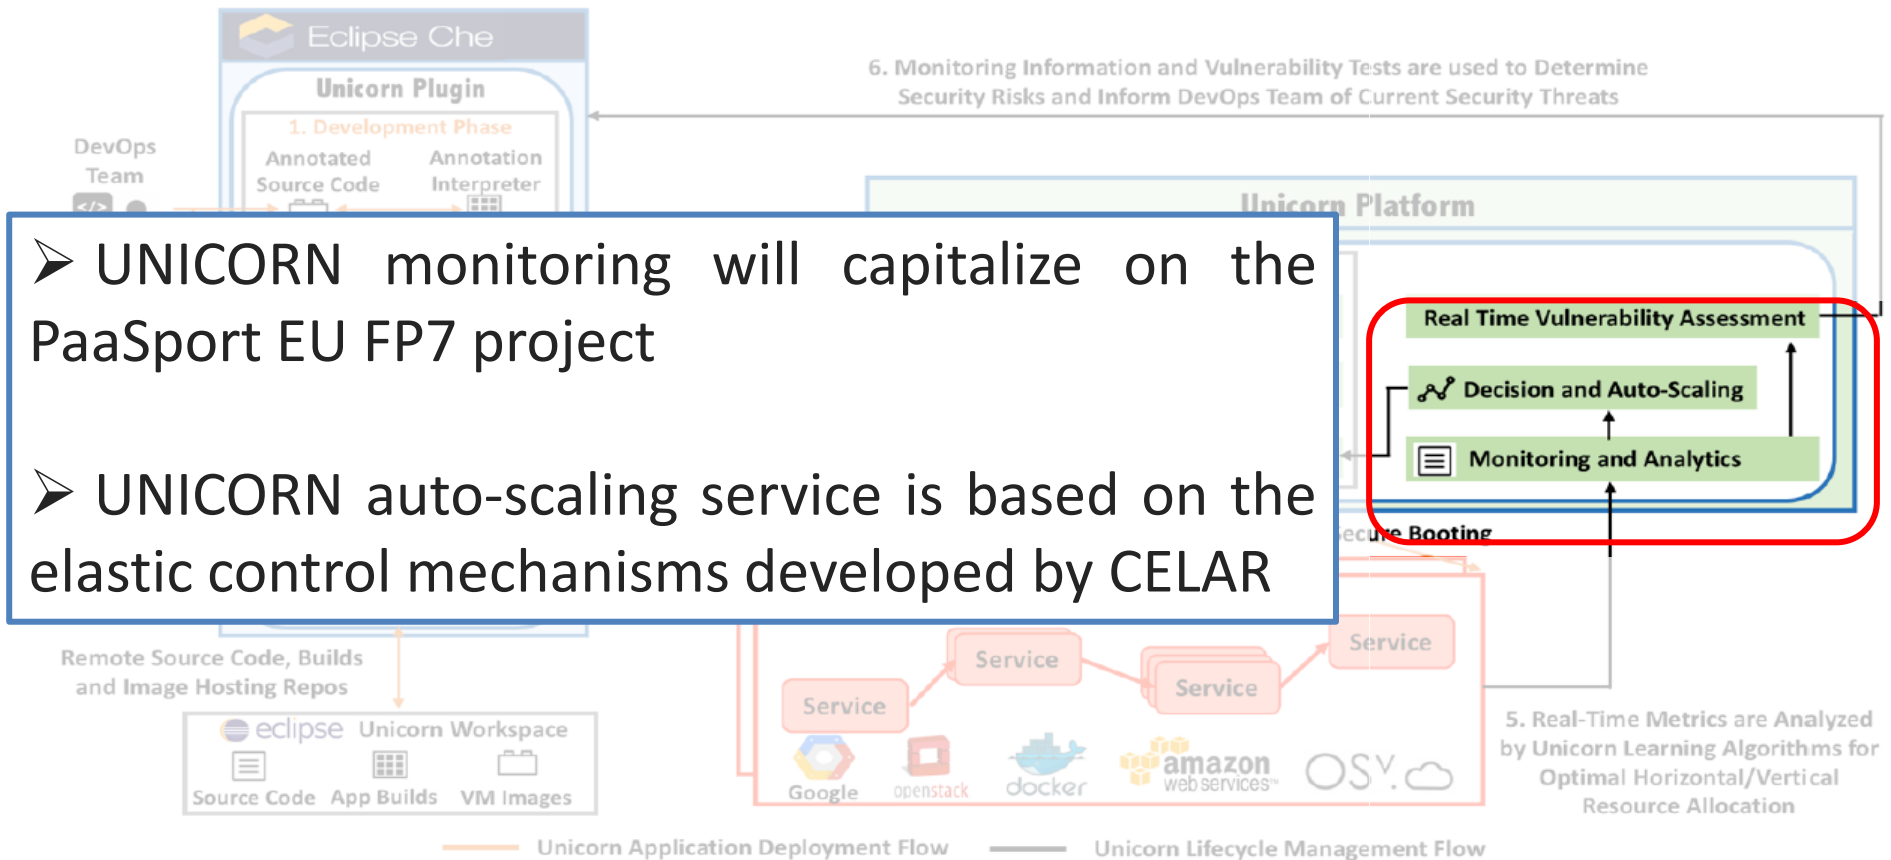 Eclipse Che
Unicorn Plugin
1. Development Phase
Annotated
Source Code
Annotation
Interpreter
DevOps
Team
</>
6. Monitoring Information and Vulnerability Tests are used to Determine
Security Risks and Inform DevOps Team of Current Security Threats
Unicorn Platform
➢ UNICORN monitoring will capitalize on the
PaaSport EU FP7 project
➢ UNICORN auto-scaling service is based on the
elastic control mechanisms developed by CELAR
Real Time Vulnerability Assessment
Decision and Auto-Scaling
Monitoring and Analytics
Secure Booting
Remote Source Code, Builds
and Image Hosting Repos
eclipse Unicorn Workspace
Source Code App Builds VM Images
Service
Service
Service
Service
Google
openstack
docker
amazon
web services™
OSv
5. Real-Time Metrics are Analyzed
by Unicorn Learning Algorithms for
Optimal Horizontal/Vertical
Resource Allocation
Unicorn Application Deployment Flow
Unicorn Lifecycle Management Flow